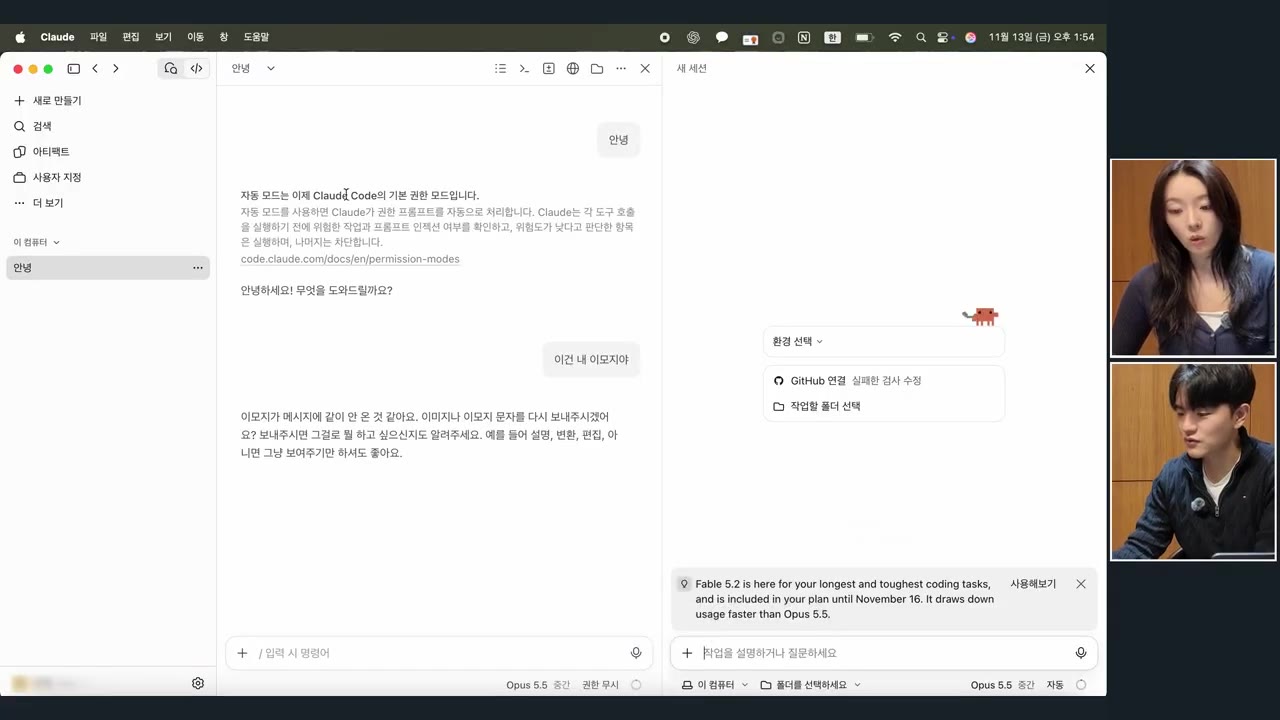 Claude 파일 편집 보기 이동 창 도움말
한 11월 13일 (금) 오후 1:54
새로 만들기
검색
아티팩트
사용자 지정
더 보기
이 컴퓨터
안녕
안녕
안녕
자동 모드는 이제 Claude Code의 기본 권한 모드입니다.
자동 모드를 사용하면 Claude가 권한 프롬프트를 자동으로 처리합니다. Claude는 각 도구 호출
을 실행하기 전에 위험한 작업과 프롬프트 인젝션 여부를 확인하고, 위험도가 낮다고 판단한 항목
은 실행하며, 나머지는 차단합니다.
code.claude.com/docs/en/permission-modes
안녕하세요! 무엇을 도와드릴까요?
이건 내 이모지야
이모지가 메시지에 같이 안 온 것 같아요. 이미지나 이모지 문자를 다시 보내주시겠어
요? 보내주시면 그걸로 뭘 하고 싶으신지도 알려주세요. 예를 들어 설명, 변환, 편집, 아
니면 그냥 보여주기만 하셔도 좋아요.
/ 입력 시 명령어
Opus 5.5 중간 권한 무시
새 세션
환경 선택
GitHub 연결 실패한 검사 수정
작업할 폴더 선택
Fable 5.2 is here for your longest and toughest coding tasks, 사용해보기
and is included in your plan until November 16. It draws down
usage faster than Opus 5.5.
작업을 설명하거나 질문하세요
이 컴퓨터 폴더를 선택하세요 Opus 5.5 중간 자동